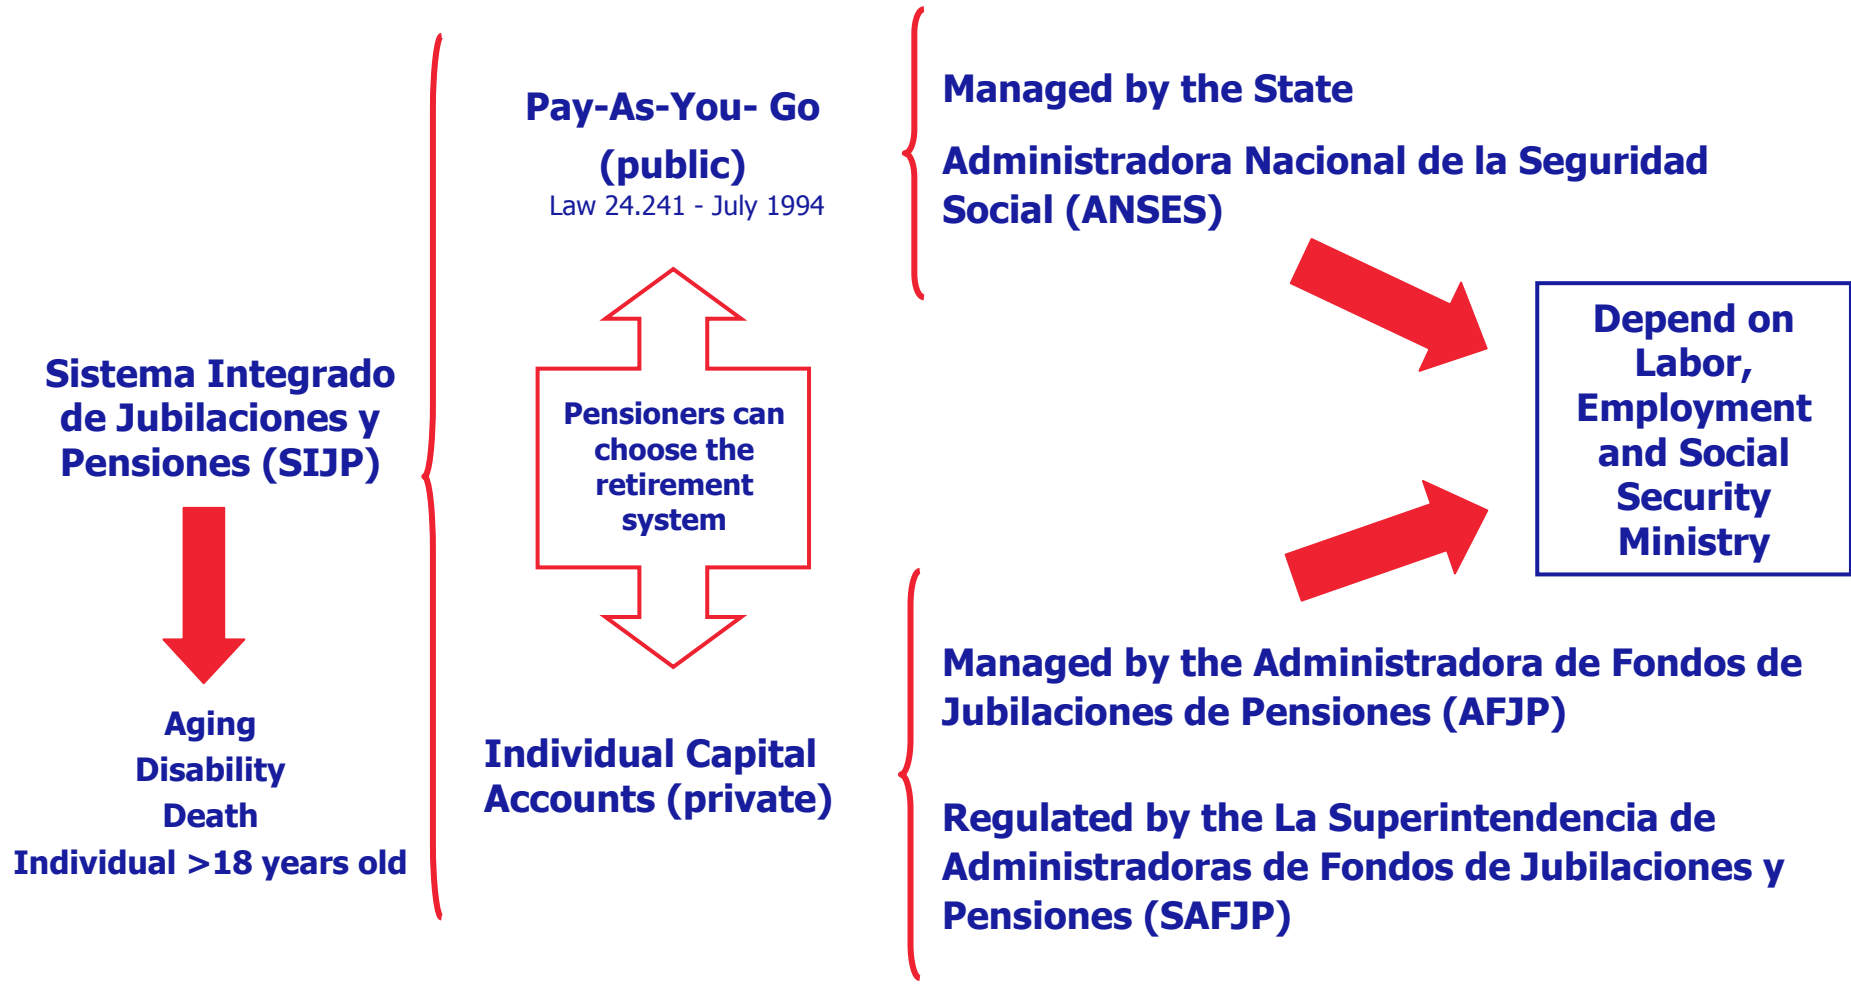 Sistema Integrado
de Jubilaciones y
Pensiones (SIJP)
Aging
Disability
Death
Individual >18 years old
Pay-As-You- Go
(public)
Law 24.241 - July 1994
Pensioners can
choose the
retirement
system
Individual Capital
Accounts (private)
Managed by the State
Administradora Nacional de la Seguridad
Social (ANSES)
Managed by the Administradora de Fondos de
Jubilaciones de Pensiones (AFJP)
Regulated by the La Superintendencia de
Administradoras de Fondos de Jubilaciones y
Pensiones (SAFJP)
Depend on
Labor,
Employment
and Social
Security
Ministry